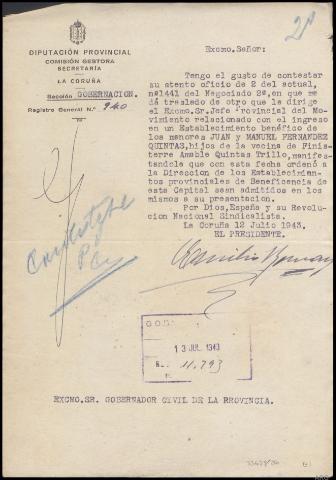 DIPUTACIÓN PROVINCIAL
COMISIÓN GESTORA
SECRETARÍA
LA CORUÑA
Sección GOBERNACION.
Registro General N.º 940
Excmo. Señor:
Tengo el gusto de contestar
su atento oficio de 2 del actual,
nº1441 del Negociado 2º, en que me
dá traslado de otro que le dirige
el Excmo.Sr.Jefe Provincial del Mo-
vimiento relacionado con el ingreso
en un Establecimiento benéfico de
los menores JUAN y MANUEL FERNANDEZ
QUINTAS,hijos de la vecina de Finis-
terre Amable Quintas Trillo, manifes-
tandole que con esta fecha ordenó a
la Direccion de los Establecimien-
tos provinciales de Beneficencia de
esta Capital sean admitidos en los
mismos a su presentación.
Por Dios,España y su Revolu-
cion Nacional Sindicalista.
La Coruña 12 Julio 1943.
EL PRESIDENTE.
13 JUL 1943
11.793
EXCMO.SR. GOBERNADOR CIVIL DE LA RROVINCIA.